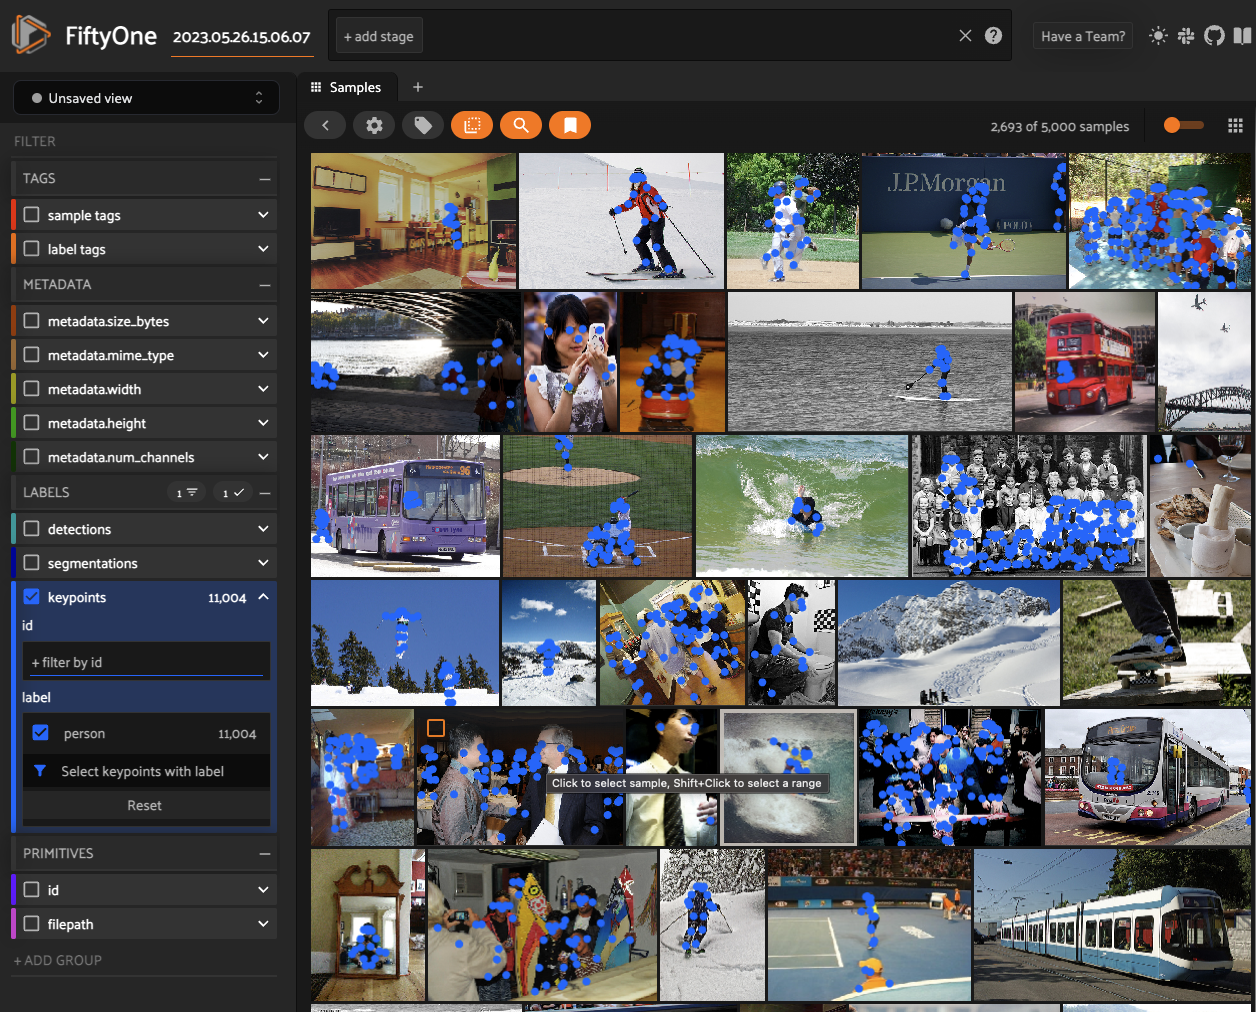 FiftyOne
2023.05.26.15.06.07
+ add stage
Have a Team?
Unsaved view
Samples
2,693 of 5,000 samples
FILTER
TAGS
sample tags
label tags
METADATA
metadata.size_bytes
metadata.mime_type
metadata.width
metadata.height
metadata.num_channels
LABELS
1
1
detections
segmentations
keypoints
11,004
id
+ filter by id
label
person
11,004
Select keypoints with label
Reset
PRIMITIVES
id
filepath
+ ADD GROUP
J.P.Morgan
36
Click to select sample, Shift+Click to select a range